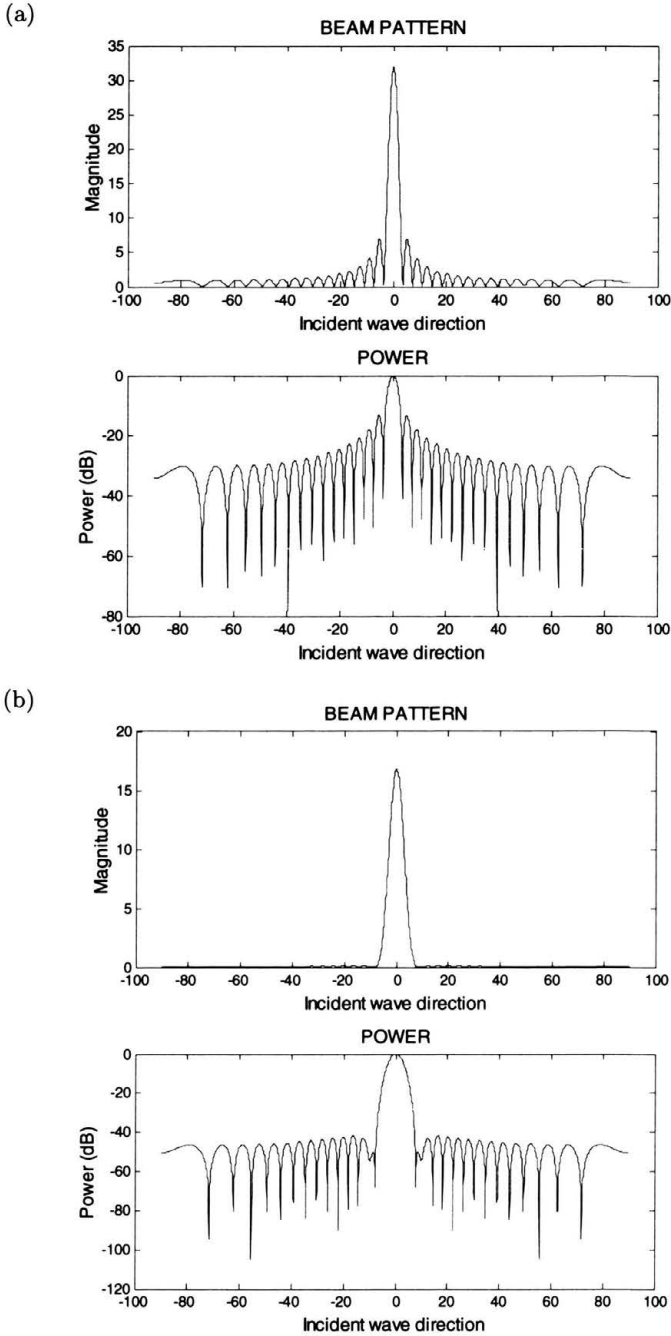 (a)
BEAM PATTERN
35
30
25
20
15
10
5
0
Magnitude
-100 -80 -60 -40 -20 0 20 40 60 80 100
Incident wave direction
POWER
0
-20
-40
-60
-80
Power (dB)
-100 -80 -60 -40 -20 0 20 40 60 80 100
Incident wave direction
(b)
BEAM PATTERN
20
15
10
5
0
Magnitude
-100 -80 -60 -40 -20 0 20 40 60 80 100
Incident wave direction
POWER
0
-20
-40
-60
-80
-100
-120
Power (dB)
-100 -80 -60 -40 -20 0 20 40 60 80 100
Incident wave direction